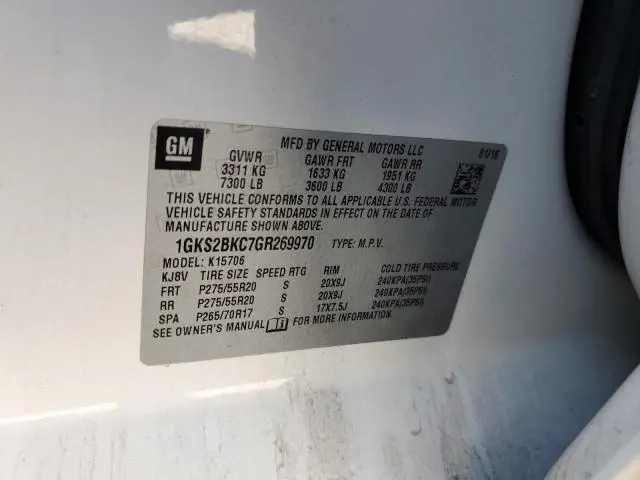 GM
MFD BY GENERAL MOTORS LLC 01/16
GVWR GAWR FRT GAWR RR
3311 KG 1633 KG 1951 KG
7300 LB 3600 LB 4300 LB
THIS VEHICLE CONFORMS TO ALL APPLICABLE U.S. FEDERAL MOTOR
VEHICLE SAFETY STANDARDS IN EFFECT ON THE DATE OF
MANUFACTURE SHOWN ABOVE.
1GKS2BKC7GR269970 TYPE: M.P.V.
MODEL: K15706
KJ8V TIRE SIZE SPEED RTG RIM COLD TIRE PRESSURE
FRT P275/55R20 S 20X9J 240KPA(35PSI)
RR P275/55R20 S 20X9J 240KPA(35PSI)
SPA P265/70R17 S 17X7.5J 240KPA(35PSI)
SEE OWNER'S MANUAL FOR MORE INFORMATION.